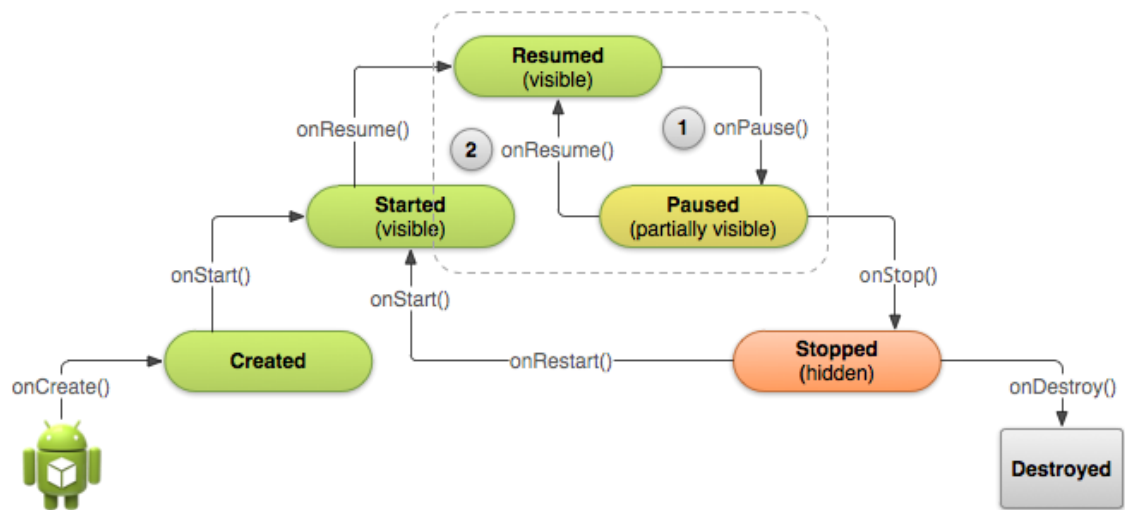 Resumed
(visible)
onResume()
2
onResume()
1
onPause()
Started
(visible)
Paused
(partially visible)
onStart()
onStart()
onStop()
Created
onRestart()
Stopped
(hidden)
onCreate()
onDestroy()
Destroyed